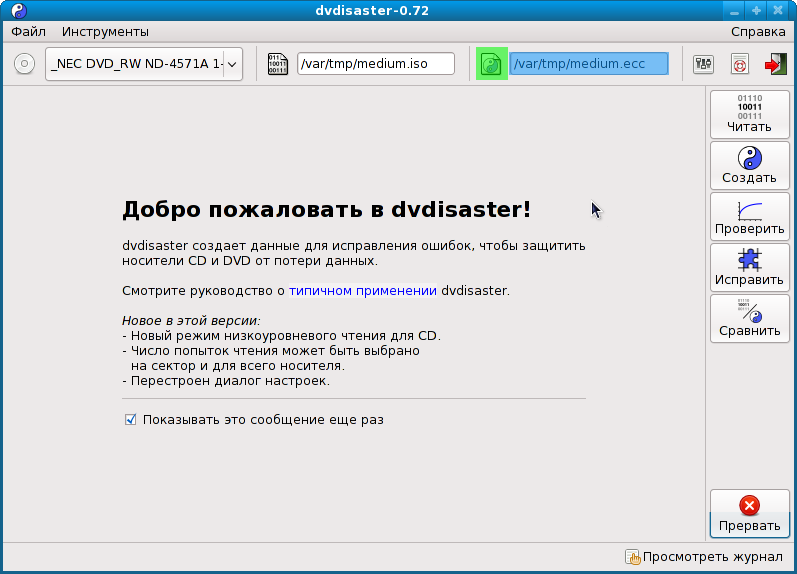 dvdisaster-0.72
Файл Инструменты Справка
_NEC DVD_RW ND-4571A 1- /var/tmp/medium.iso /var/tmp/medium.ecc
01110
10011
00111
Читать
Создать
Проверить
Исправить
Сравнить
Добро пожаловать в dvdisaster!
dvdisaster создает данные для исправления ошибок, чтобы защитить
носители CD и DVD от потери данных.
Смотрите руководство о типичном применении dvdisaster.
Новое в этой версии:
- Новый режим низкоуровневого чтения для CD.
- Число попыток чтения может быть выбрано
на сектор и для всего носителя.
- Перестроен диалог настроек.
Показывать это сообщение еще раз
Прервать
Просмотреть журнал